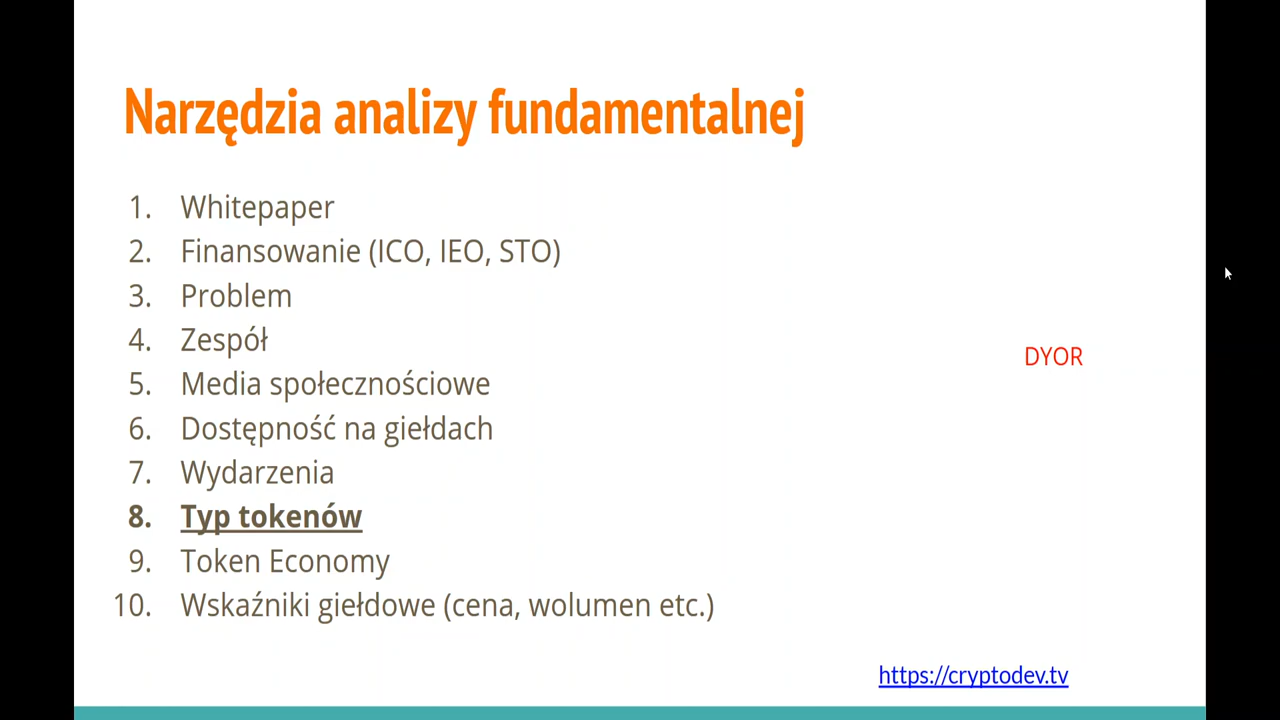 Narzędzia analizy fundamentalnej
1. Whitepaper
2. Finansowanie (ICO, IEO, STO)
3. Problem
4. Zespół
5. Media społecznościowe
6. Dostępność na giełdach
7. Wydarzenia
8. Typ tokenów
9. Token Economy
10. Wskaźniki giełdowe (cena, wolumen etc.)
DYOR
https://cryptodev.tv